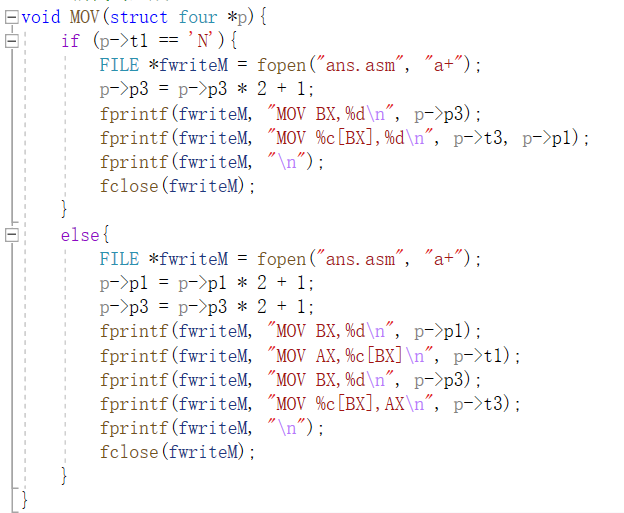 void MOV(struct four *p){
    if (p->t1 == 'N'){
        FILE *fwriteM = fopen("ans.asm", "a+");
        p->p3 = p->p3 * 2 + 1;
        fprintf(fwriteM, "MOV BX,%d\n", p->p3);
        fprintf(fwriteM, "MOV %c[BX],%d\n", p->t3, p->p1);
        fprintf(fwriteM, "\n");
        fclose(fwriteM);
    }
    else{
        FILE *fwriteM = fopen("ans.asm", "a+");
        p->p1 = p->p1 * 2 + 1;
        p->p3 = p->p3 * 2 + 1;
        fprintf(fwriteM, "MOV BX,%d\n", p->p1);
        fprintf(fwriteM, "MOV AX,%c[BX]\n", p->t1);
        fprintf(fwriteM, "MOV BX,%d\n", p->p3);
        fprintf(fwriteM, "MOV %c[BX],AX\n", p->t3);
        fprintf(fwriteM, "\n");
        fclose(fwriteM);
    }
}